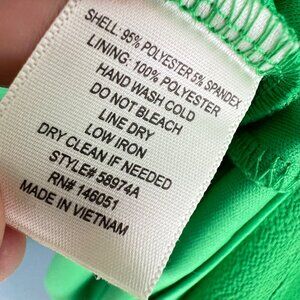 SHELL: 95% POLYESTER 5% SPANDEX
LINING: 100% POLYESTER
HAND WASH COLD
DO NOT BLEACH
LINE DRY
LOW IRON
DRY CLEAN IF NEEDED
STYLE# 58974A
RN# 146051
MADE IN VIETNAM